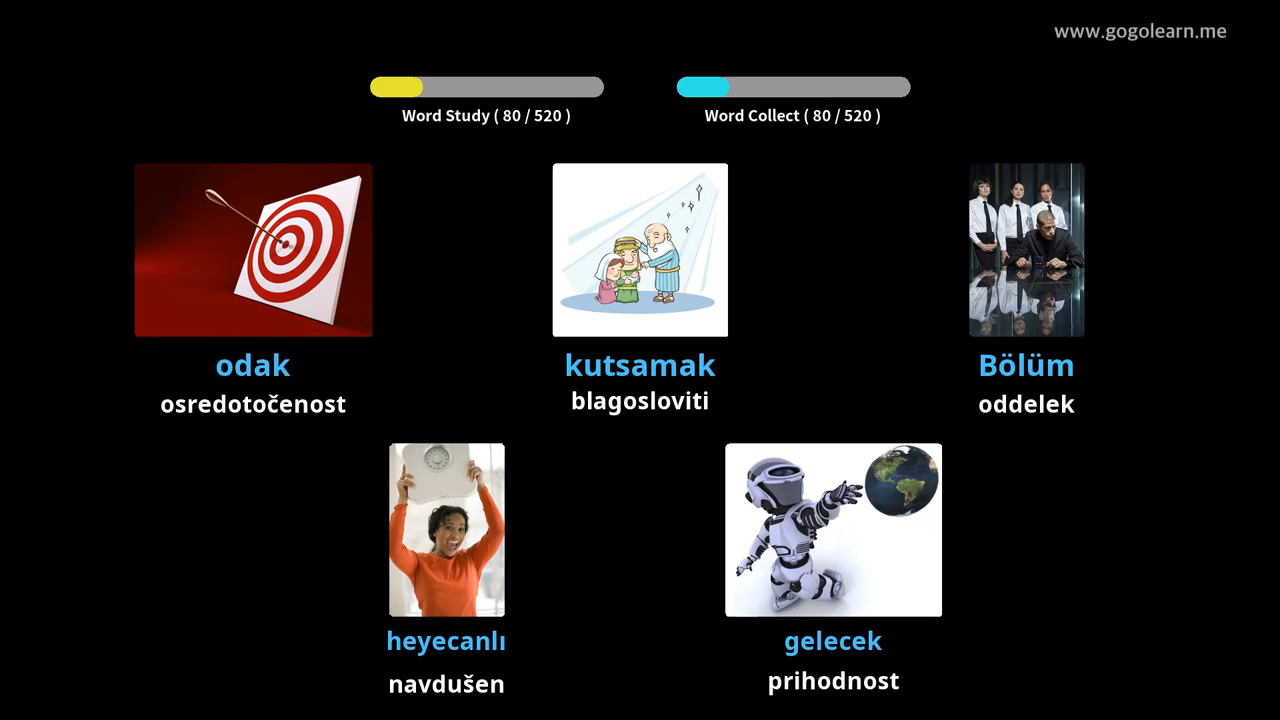 www.gogolearn.me
Word Study ( 80 / 520 )
Word Collect ( 80 / 520 )
odak
kutsamak
Bölüm
osredotočenost
blagosloviti
oddelek
heyecanlı
gelecek
navdušen
prihodnost